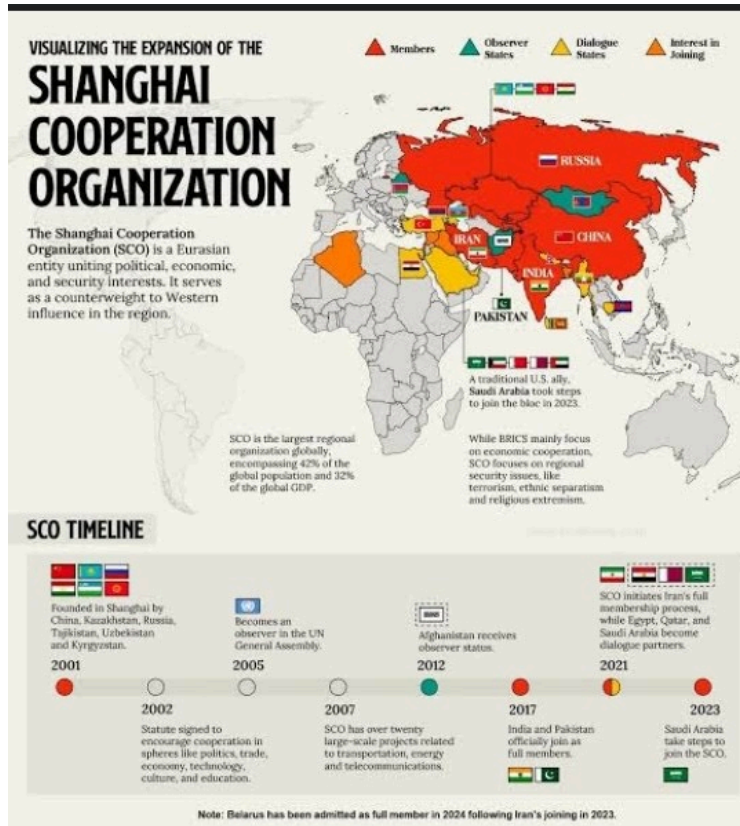 VISUALIZING THE EXPANSION OF THE
SHANGHAI
COOPERATION
ORGANIZATION
The Shanghai Cooperation
Organization (SCO) is a Eurasian
entity uniting political, economic,
and security interests. It serves
as a counterweight to Western
influence in the region.
Members
Observer
States
Dialogue
States
Interest in
Joining
RUSSIA
CHINA
IRAN
INDIA
PAKISTAN
A traditional U.S. ally,
Saudi Arabia took steps
to join the bloc in 2023.
SCO is the largest regional
organization globally,
encompassing 42% of the
global population and 32%
of the global GDP.
While BRICS mainly focus
on economic cooperation,
SCO focuses on regional
security issues, like
terrorism, ethnic separatism
and religious extremism.
SCO TIMELINE
Founded in Shanghai by
China, Kazakhstan, Russia,
Tajikistan, Uzbekistan
and Kyrgyzstan.
2001
Statute signed to
encourage cooperation in
spheres like politics, trade,
economy, technology,
culture, and education.
2002
Becomes an
observer in the UN
General Assembly.
2005
2007
SCO has over twenty
large-scale projects related
to transportation, energy
and telecommunications.
Afghanistan receives
observer status.
2012
2017
India and Pakistan
officially join as
full members.
SCO initiates Iran's full
membership process,
while Egypt, Qatar, and
Saudi Arabia become
dialogue partners.
2021
2023
Saudi Arabia
take steps to
join the SCO.
Note: Belarus has been admitted as full member in 2024 following Iran's joining in 2023.